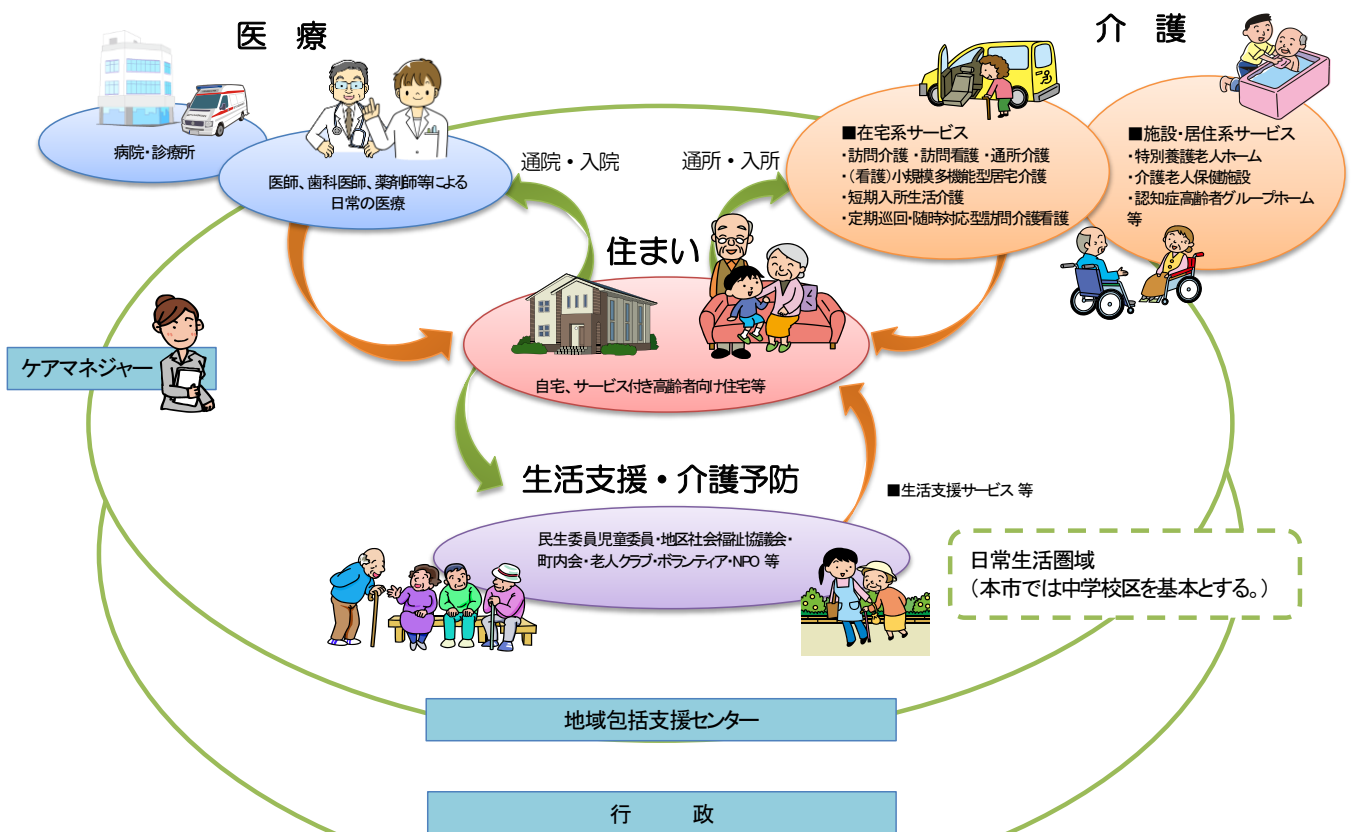 医　療
介　護
病院・診療所
医師、歯科医師、薬剤師等による
日常の医療
通院・入院
通所・入所
■在宅系サービス
・訪問介護・訪問看護・通所介護
・(看護)小規模多機能型居宅介護
・短期入所生活介護
・定期巡回・随時対応型訪問介護看護
■施設・居住系サービス
・特別養護老人ホーム
・介護老人保健施設
・認知症高齢者グループホーム
等
住まい
自宅、サービス付き高齢者向け住宅等
ケアマネジャー
生活支援・介護予防
■生活支援サービス 等
民生委員児童委員・地区社会福祉協議会・
町内会・老人クラブ・ボランティア・NPO 等
日常生活圏域
（本市では中学校区を基本とする。）
地域包括支援センター
行　　政